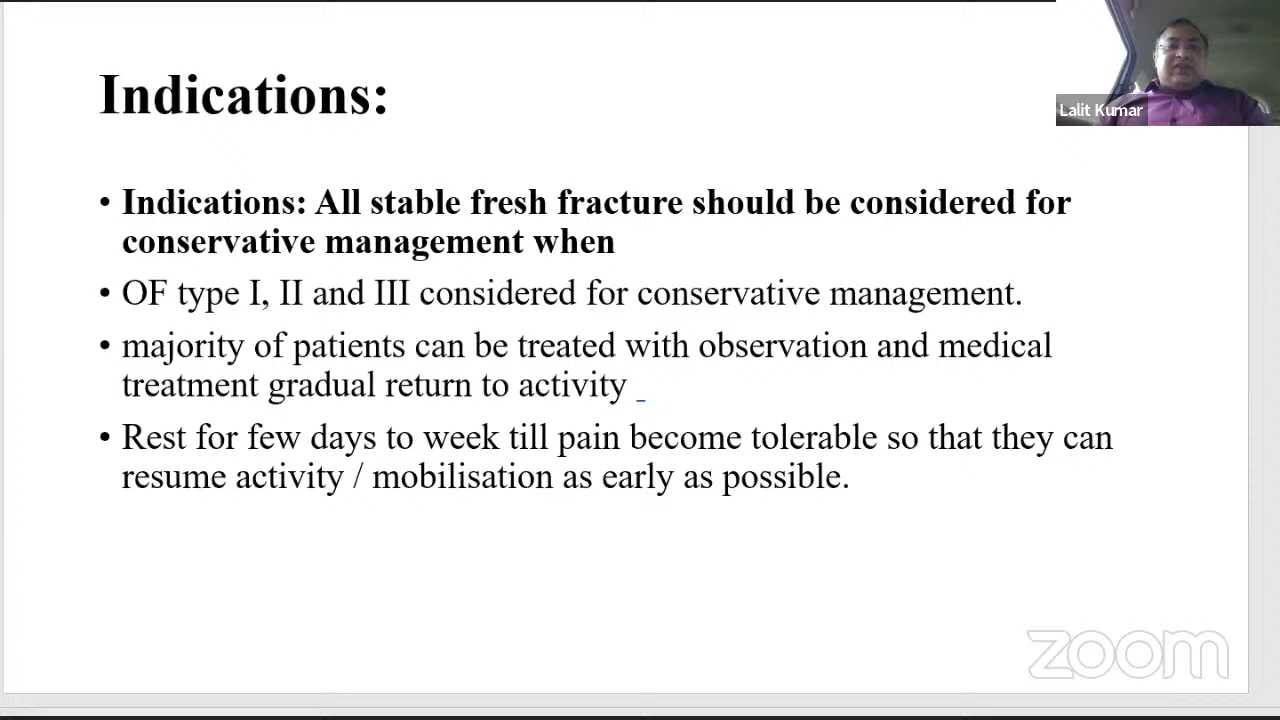 Indications:
Lalit Kumar
• Indications: All stable fresh fracture should be considered for
conservative management when
• OF type I, II and III considered for conservative management.
• majority of patients can be treated with observation and medical
treatment gradual return to activity _
• Rest for few days to week till pain become tolerable so that they can
resume activity / mobilisation as early as possible.
zoom